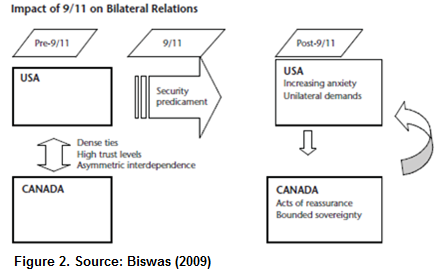 Impact of 9/11 on Bilateral Relations
Pre-9/11
9/11
Post-9/11
USA
Security
predicament
USA
Increasing anxiety
Unilateral demands
Dense ties
High trust levels
Asymmetric interdependence
CANADA
CANADA
Acts of reassurance
Bounded sovereignty
Figure 2. Source: Biswas (2009)